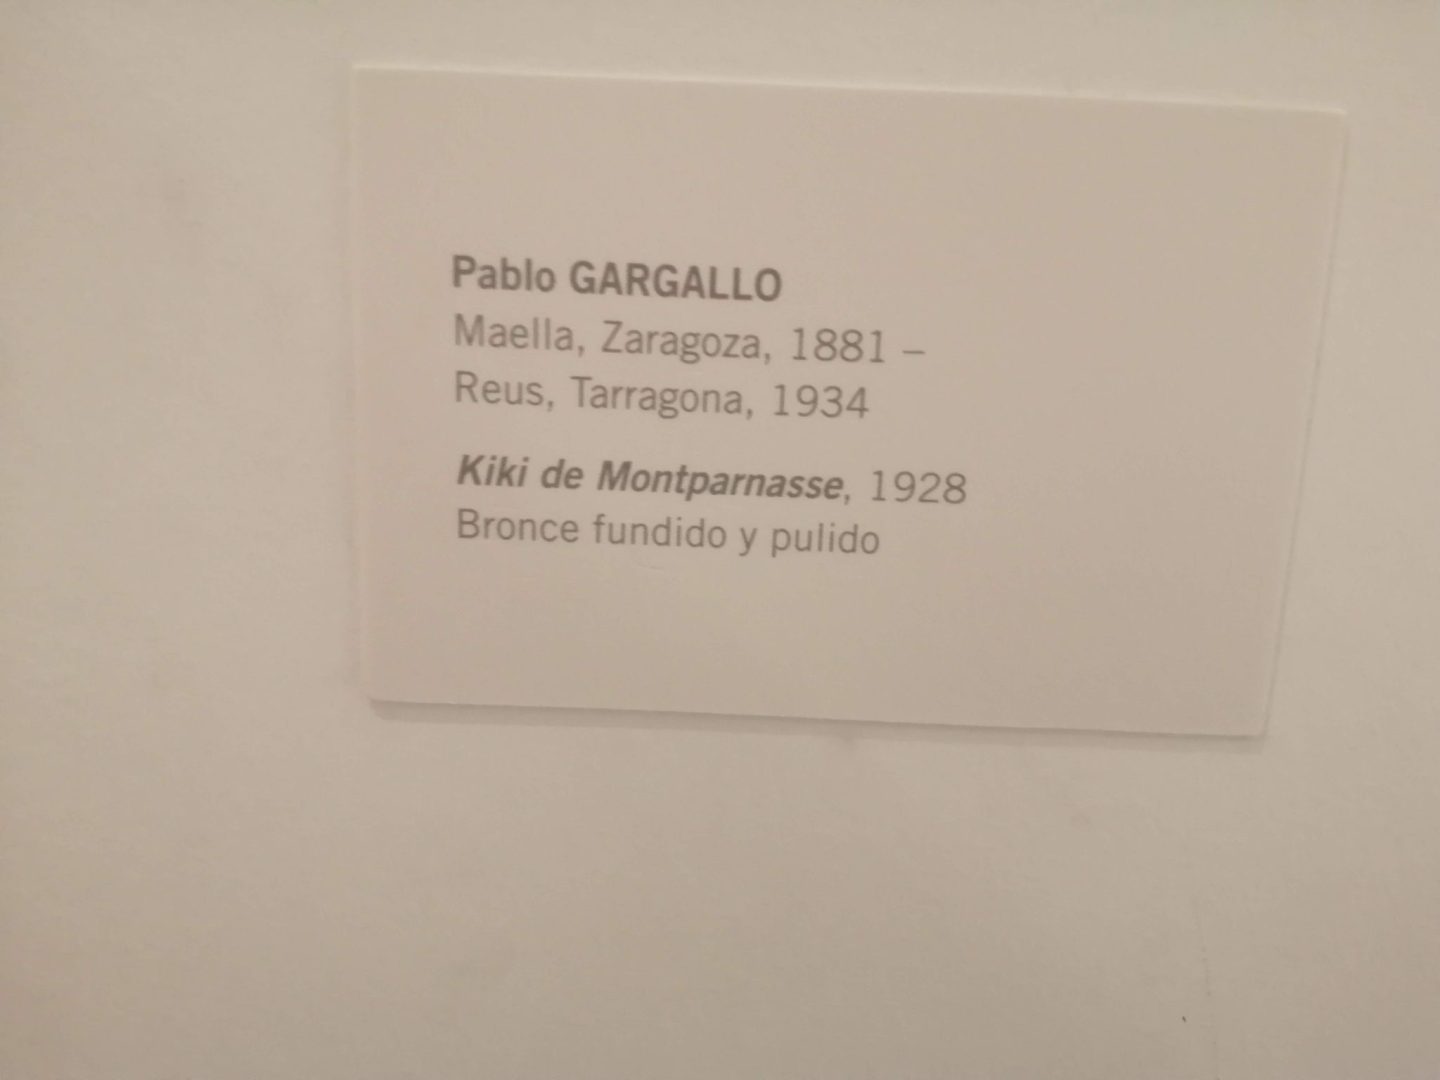 Pablo GARGALLO
Maella, Zaragoza, 1881 –
Reus, Tarragona, 1934
Kiki de Montparnasse, 1928
Bronce fundido y pulido